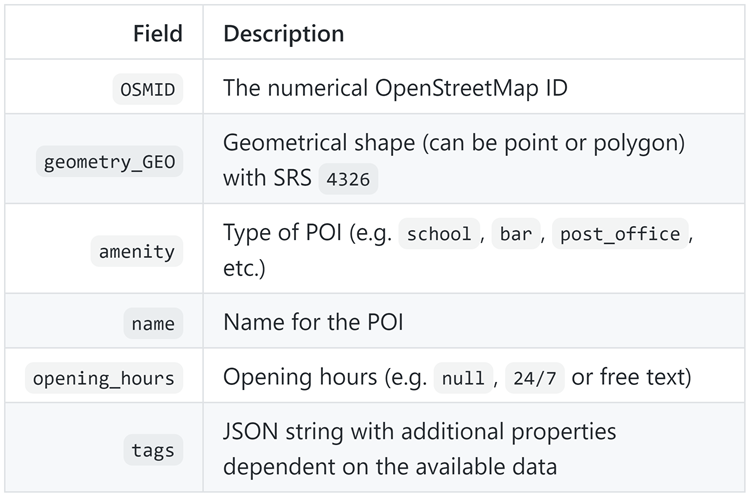 Field Description
OSMID The numerical OpenStreetMap ID
geometry_GEO Geometrical shape (can be point or polygon)
with SRS 4326
amenity Type of POI (e.g. school, bar, post_office,
etc.)
name Name for the POI
opening_hours Opening hours (e.g. null, 24/7 or free text)
tags JSON string with additional properties
dependent on the available data